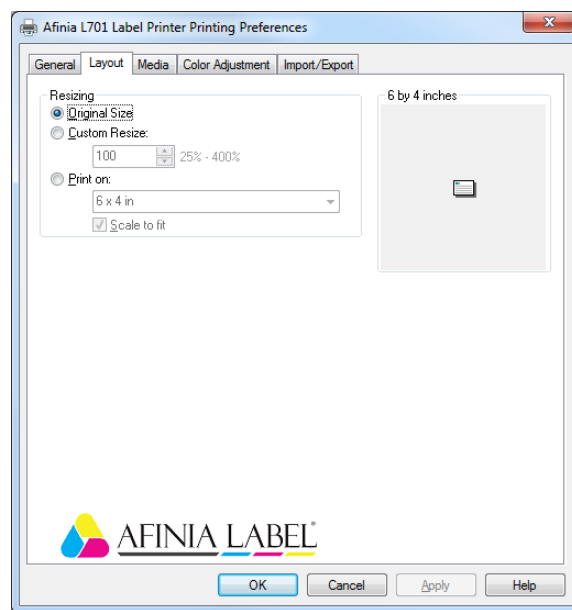 Afinia L701 Label Printer Printing Preferences
General Layout Media Color Adjustment Import/Export
Resizing
Original Size
Custom Resize:
100 25% - 400%
Print on:
6 x 4 in
Scale to fit
6 by 4 inches
AFINIA LABEL®
OK Cancel Apply Help